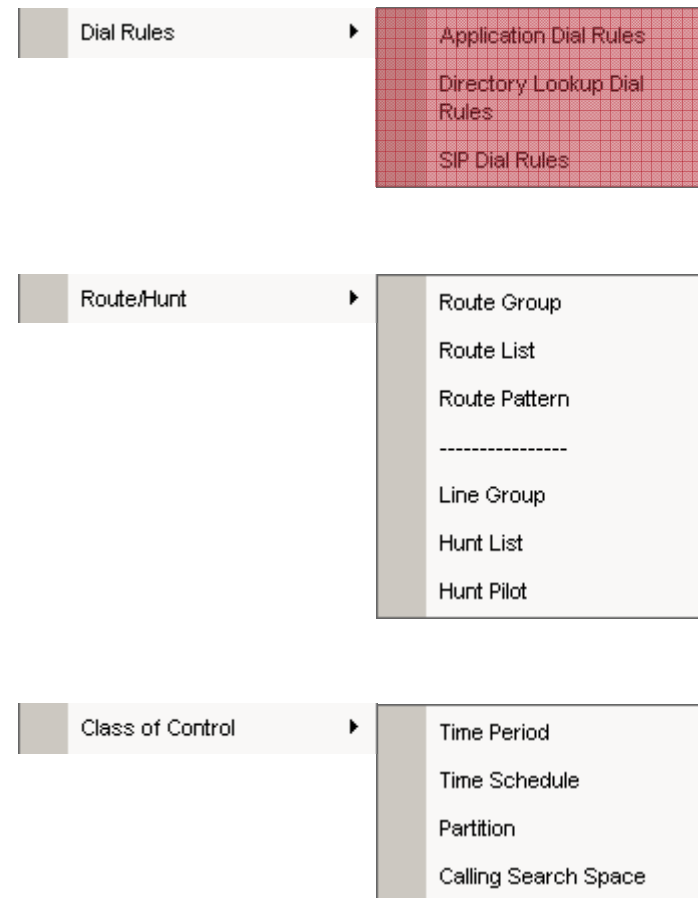 Dial Rules
Application Dial Rules
Directory Lookup Dial
Rules
SIP Dial Rules
Route/Hunt
Route Group
Route List
Route Pattern
----------------
Line Group
Hunt List
Hunt Pilot
Class of Control
Time Period
Time Schedule
Partition
Calling Search Space